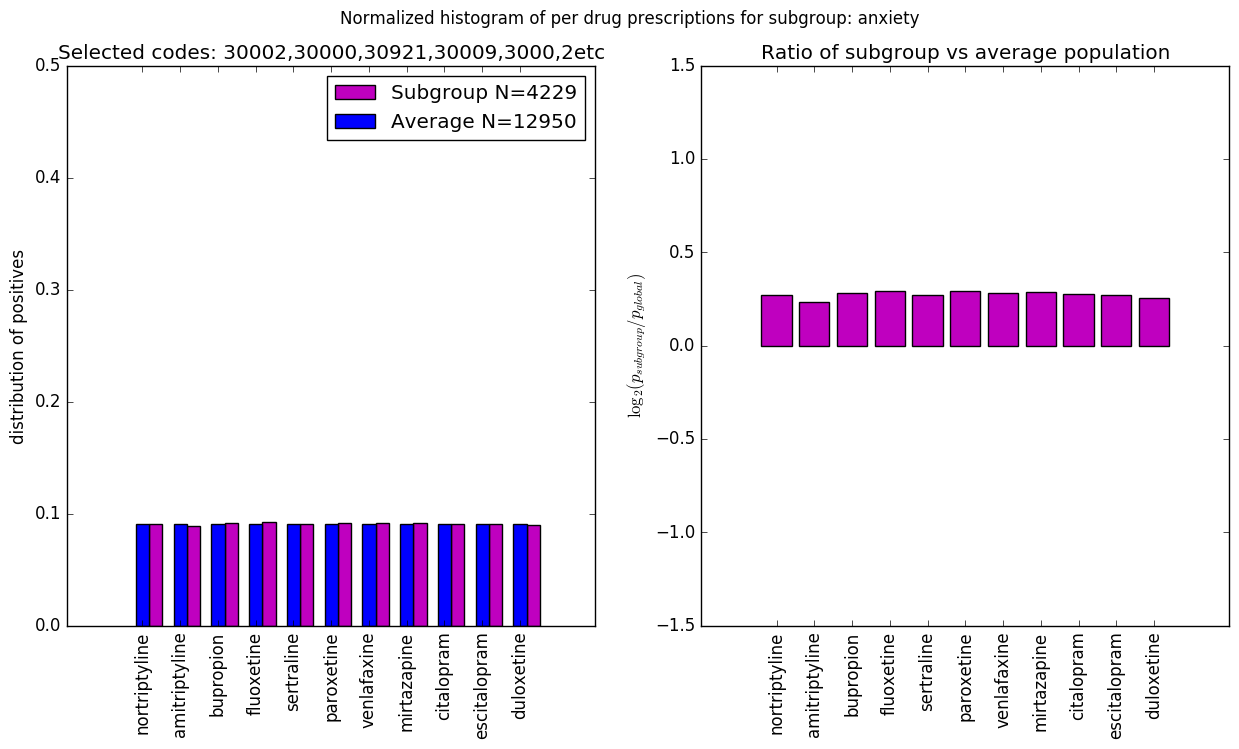 Normalized histogram of per drug prescriptions for subgroup: anxiety
Selected codes: 30002,30000,30921,30009,3000,2etc
Subgroup N=4229
Average N=12950
distribution of positives
0.5
0.4
0.3
0.2
0.1
0.0
nortriptyline
amitriptyline
bupropion
fluoxetine
sertraline
paroxetine
venlafaxine
mirtazapine
citalopram
escitalopram
duloxetine
Ratio of subgroup vs average population
log2(psubgroup/pglobal)
1.5
1.0
0.5
0.0
−0.5
−1.0
−1.5
nortriptyline
amitriptyline
bupropion
fluoxetine
sertraline
paroxetine
venlafaxine
mirtazapine
citalopram
escitalopram
duloxetine